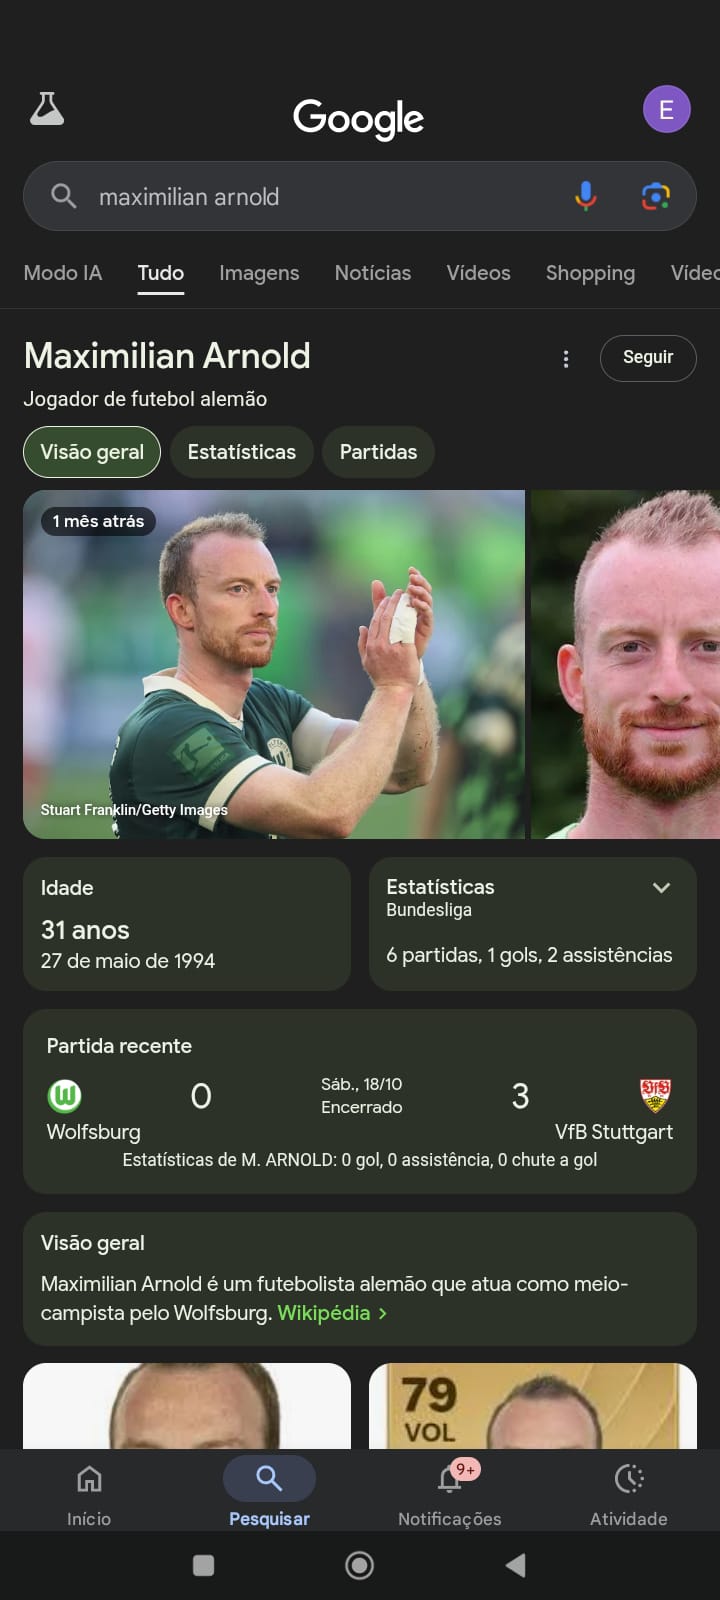 Google
E
maximilian arnold
Modo IA Tudo Imagens Notícias Vídeos Shopping
Maximilian Arnold
Seguir
Jogador de futebol alemão
Visão geral Estatísticas Partidas
1 mês atrás
Stuart Franklin/Getty Images
Idade
31 anos
27 de maio de 1994
Estatísticas
Bundesliga
6 partidas, 1 gols, 2 assistências
Partida recente
0 Sáb., 18/10 3
Encerrado
Wolfsburg VfB Stuttgart
Estatísticas de M. ARNOLD: 0 gol, 0 assistência, 0 chute a gol
Visão geral
Maximilian Arnold é um futebolista alemão que atua como meio-
campista pelo Wolfsburg. Wikipédia >
79
VOL
9+
Início Pesquisar Notificações Atividade